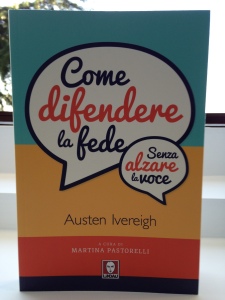 Come
difendere
la fede
Senza
alzare
la voce
Austen Ivereigh
A CURA DI
MARTINA PASTORELLI